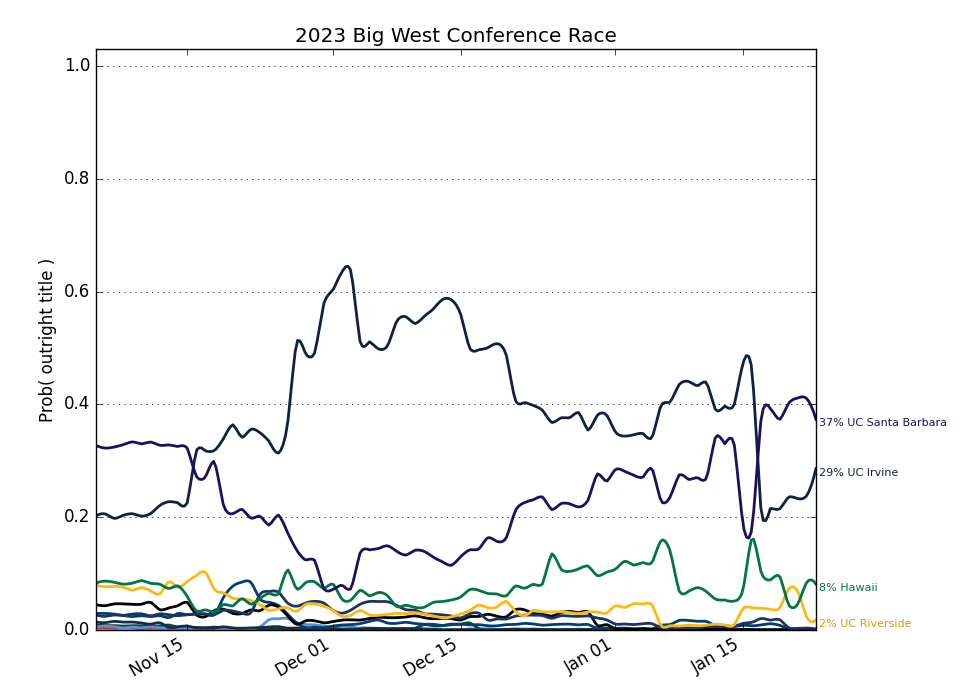 2023 Big West Conference Race
Prob( outright title )
1.0
0.8
0.6
0.4
0.2
0.0
Nov 15
Dec 01
Dec 15
Jan 01
Jan 15
37% UC Santa Barbara
29% UC Irvine
8% Hawaii
2% UC Riverside